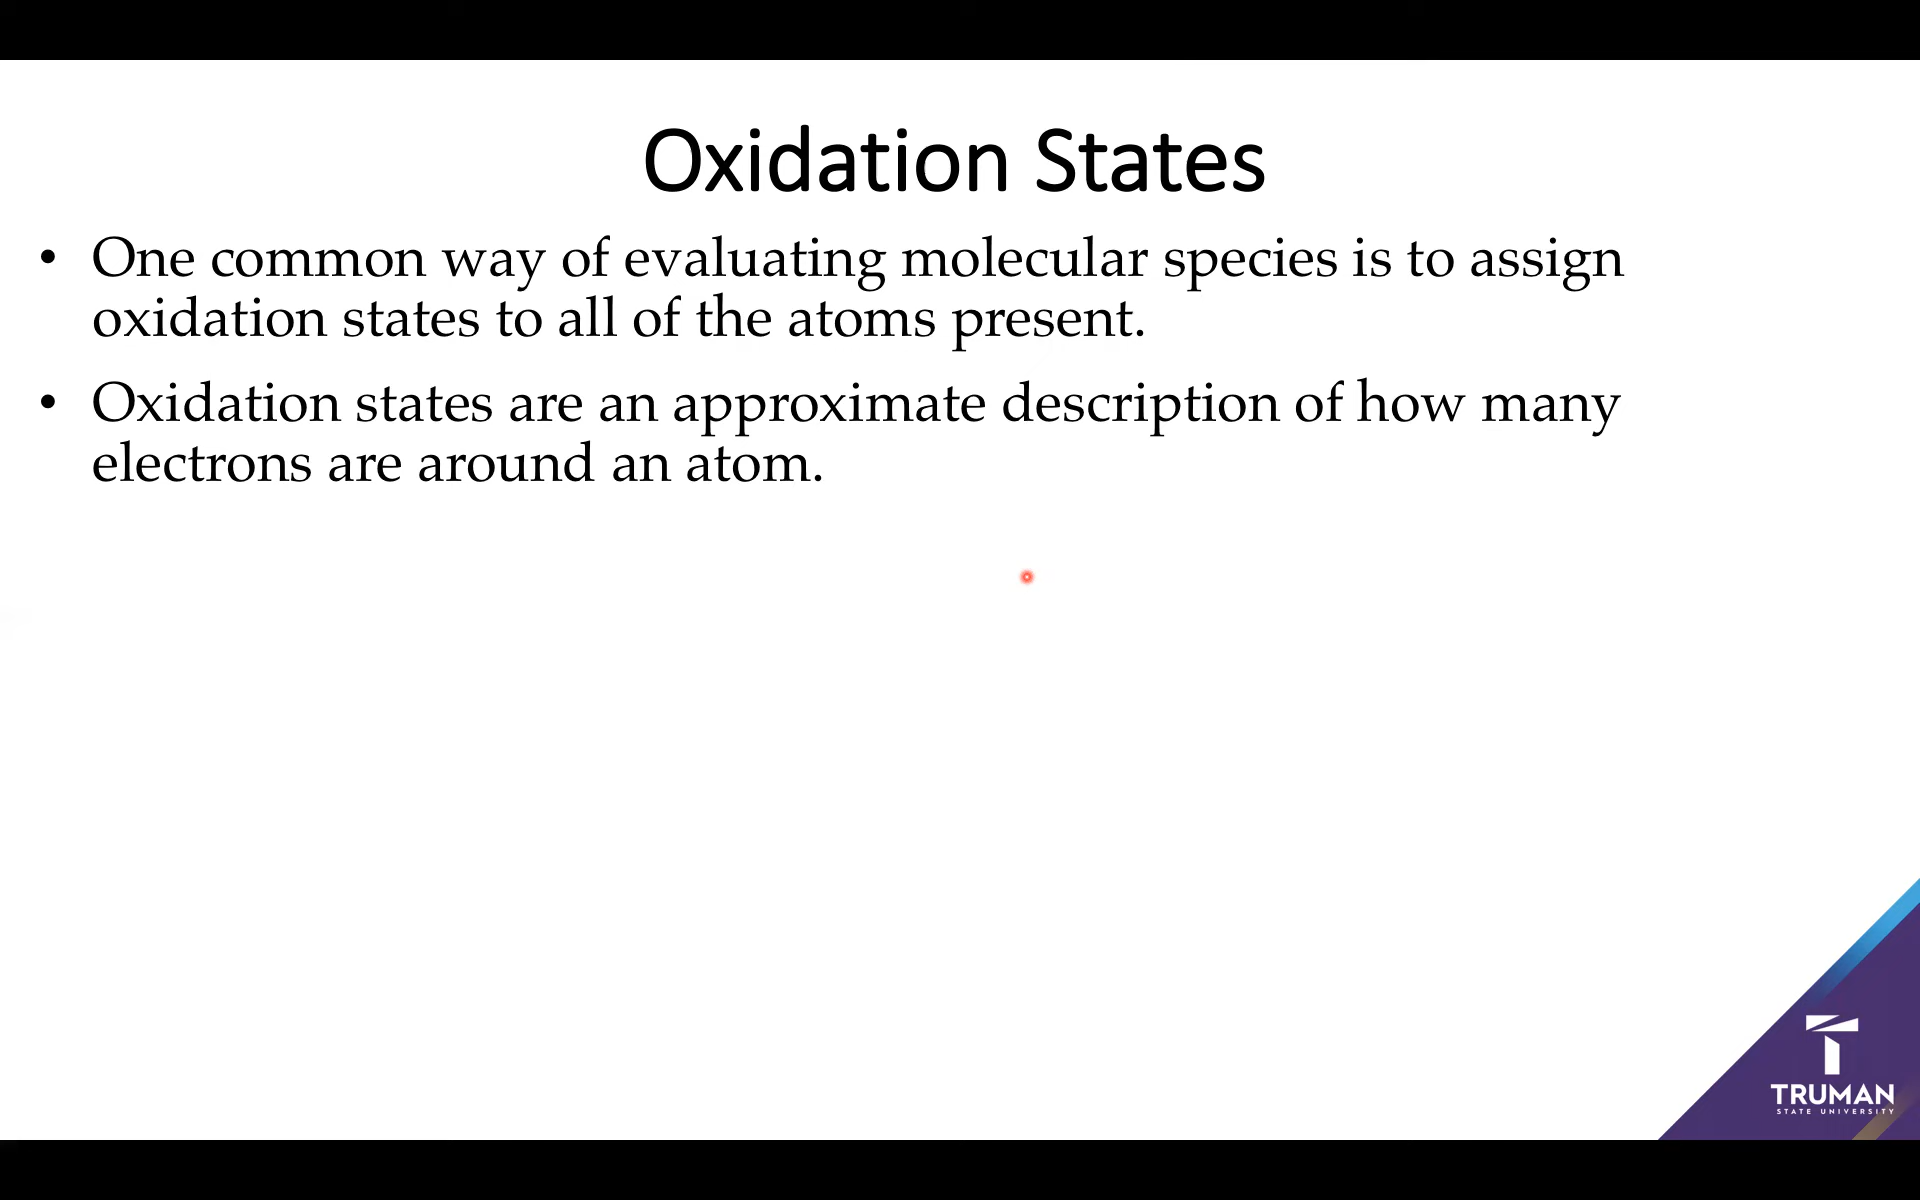 Oxidation States
• One common way of evaluating molecular species is to assign
oxidation states to all of the atoms present.
• Oxidation states are an approximate description of how many
electrons are around an atom.
TRUMAN
STATE UNIVERSITY